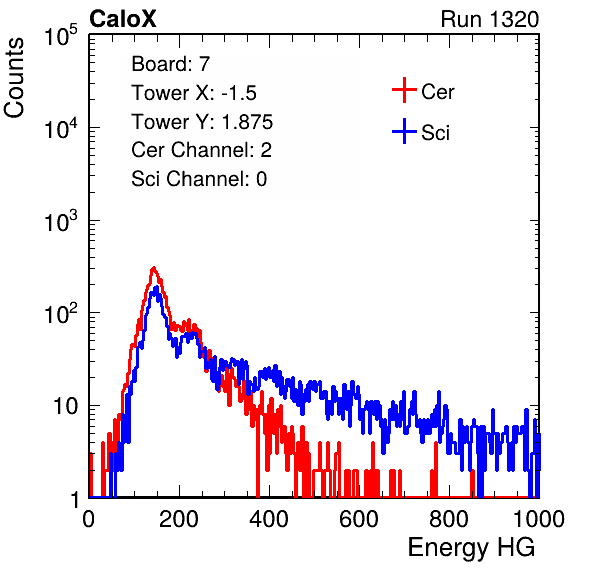 CaloX Run 1320
Counts
Board: 7
Tower X: -1.5
Tower Y: 1.875
Cer Channel: 2
Sci Channel: 0
Cer
Sci
10^5
10^4
10^3
10^2
10
1
0 200 400 600 800 1000
Energy HG